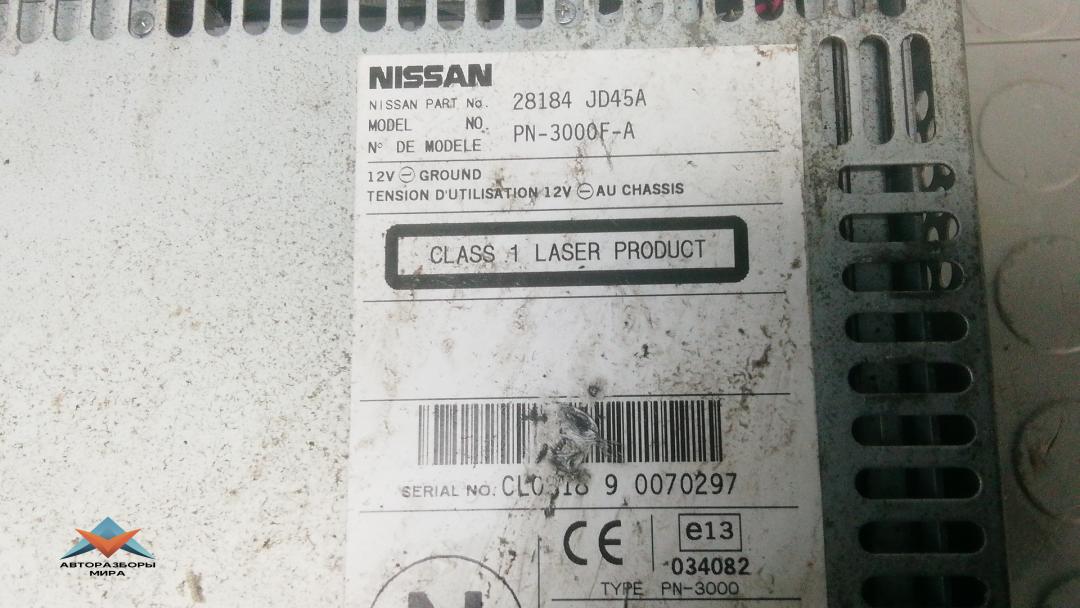 NISSAN
NISSAN PART No. 28184 JD45A
MODEL NO. PN-3000F-A
N° DE MODELE
12V ⊖ GROUND
TENSION D'UTILISATION 12V ⊖ AU CHASSIS
CLASS 1 LASER PRODUCT
SERIAL NO. 9 0070297
CE e13
034082
TYPE PN-3000
N
АВТОРАЗБОРЫ
МИРА